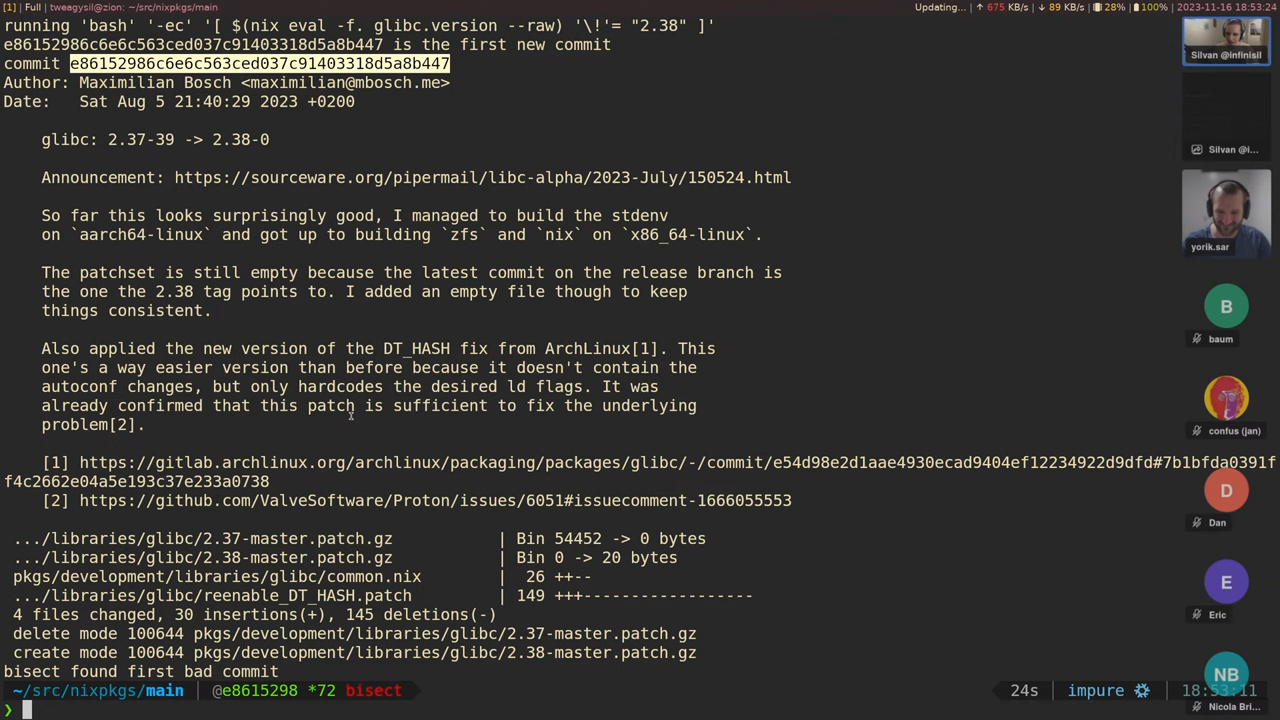 [1] | Full | tweagysil@zion: ~/src/nixpkgs/main
Updating... | ↑ 675 KB/s | ↓ 89 KB/s | 28% | 100% | 2023-11-16 18:53:24
running 'bash' '-ec' '[ $(nix eval -f. glibc.version --raw) '\!'= "2.38" ]'
e86152986c6e6c563ced037c91403318d5a8b447 is the first new commit
commit e86152986c6e6c563ced037c91403318d5a8b447
Author: Maximilian Bosch <maximilian@mbosch.me>
Date:   Sat Aug 5 21:40:29 2023 +0200
glibc: 2.37-39 -> 2.38-0
Announcement: https://sourceware.org/pipermail/libc-alpha/2023-July/150524.html
So far this looks surprisingly good, I managed to build the stdenv
on `aarch64-linux` and got up to building `zfs` and `nix` on `x86_64-linux`.
The patchset is still empty because the latest commit on the release branch is
the one the 2.38 tag points to. I added an empty file though to keep
things consistent.
Also applied the new version of the DT_HASH fix from ArchLinux[1]. This
one's a way easier version than before because it doesn't contain the
autoconf changes, but only hardcodes the desired ld flags. It was
already confirmed that this patch is sufficient to fix the underlying
problem[2].
[1] https://gitlab.archlinux.org/archlinux/packaging/packages/glibc/-/commit/e54d98e2d1aae4930ecad9404ef12234922d9dfd#7b1bfda0391f
f4c2662e04a5e193c37e233a0738
[2] https://github.com/ValveSoftware/Proton/issues/6051#issuecomment-1666055553
.../libraries/glibc/2.37-master.patch.gz | Bin 54452 -> 0 bytes
.../libraries/glibc/2.38-master.patch.gz | Bin 0 -> 20 bytes
pkgs/development/libraries/glibc/common.nix | 26 ++--
.../libraries/glibc/reenable_DT_HASH.patch | 149 +++------------------
4 files changed, 30 insertions(+), 145 deletions(-)
delete mode 100644 pkgs/development/libraries/glibc/2.37-master.patch.gz
create mode 100644 pkgs/development/libraries/glibc/2.38-master.patch.gz
bisect found first bad commit
~/src/nixpkgs/main @e8615298 *72 bisect
24s impure 18:53:11
❯
Silvan @infinisil
Silvan @i...
yorik.sar
B
baum
confus (jan)
D
Dan
E
Eric
NB
Nicola Bri...